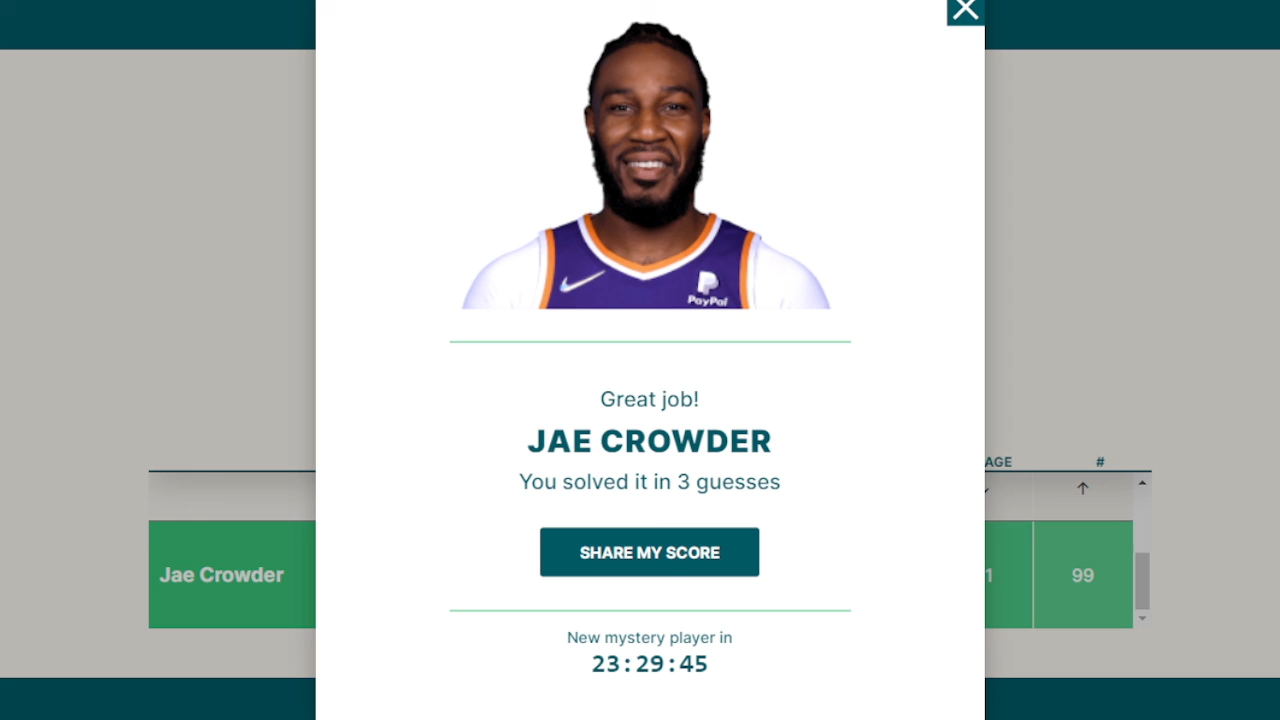 PayPal
Great job!
JAE CROWDER
You solved it in 3 guesses
AGE #
Jae Crowder 1 99
SHARE MY SCORE
New mystery player in
23:29:45